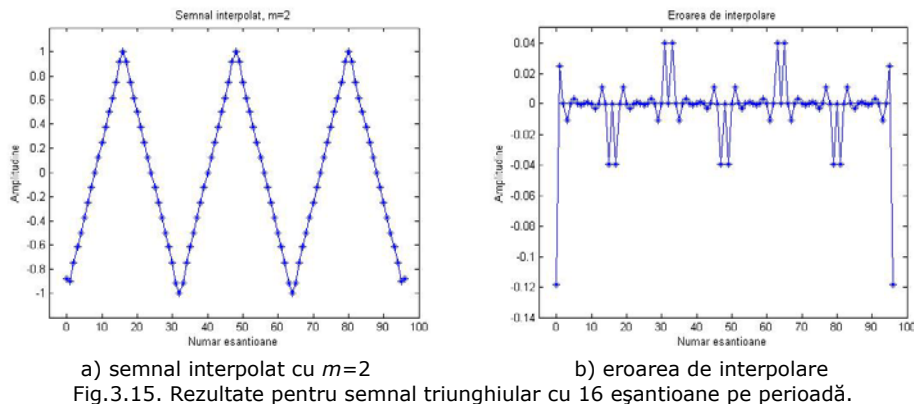 Semnal interpolat, m=2
Amplitudine
1
0.8
0.6
0.4
0.2
0
-0.2
-0.4
-0.6
-0.8
-1
0 10 20 30 40 50 60 70 80 90 100
Numar esantioane
Eroarea de interpolare
Amplitudine
0.04
0.02
0
-0.02
-0.04
-0.06
-0.08
-0.1
-0.12
-0.14
0 10 20 30 40 50 60 70 80 90 100
Numar esantioane
a) semnal interpolat cu m=2
b) eroarea de interpolare
Fig.3.15. Rezultate pentru semnal triunghiular cu 16 eşantioane pe perioadă.